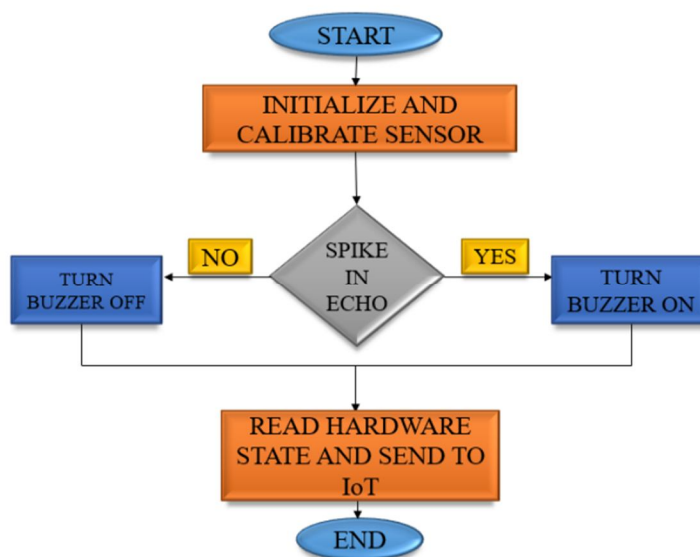 START
INITIALIZE AND
CALIBRATE SENSOR
NO
SPIKE
IN
ECHO
YES
TURN
BUZZER OFF
TURN
BUZZER ON
READ HARDWARE
STATE AND SEND TO
IoT
END